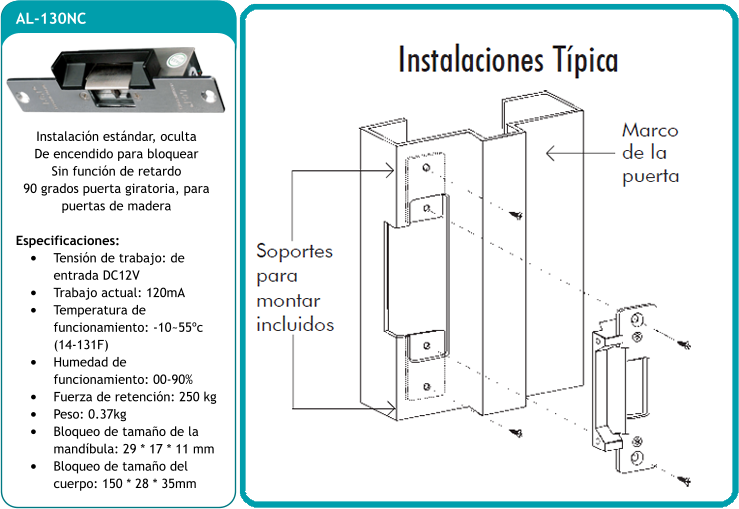 AL-130NC
Instalación estándar, oculta
De encendido para bloquear
Sin función de retardo
90 grados puerta giratoria, para
puertas de madera
Especificaciones:
• Tensión de trabajo: de
entrada DC12V
• Trabajo actual: 120mA
• Temperatura de
funcionamiento: -10~55ºc
(14-131F)
• Humedad de
funcionamiento: 00-90%
• Fuerza de retención: 250 kg
• Peso: 0.37kg
• Bloqueo de tamaño de la
mandíbula: 29 * 17 * 11 mm
• Bloqueo de tamaño del
cuerpo: 150 * 28 * 35mm
Instalaciones Típica
Marco
de la
puerta
Soportes
para
montar
incluidos